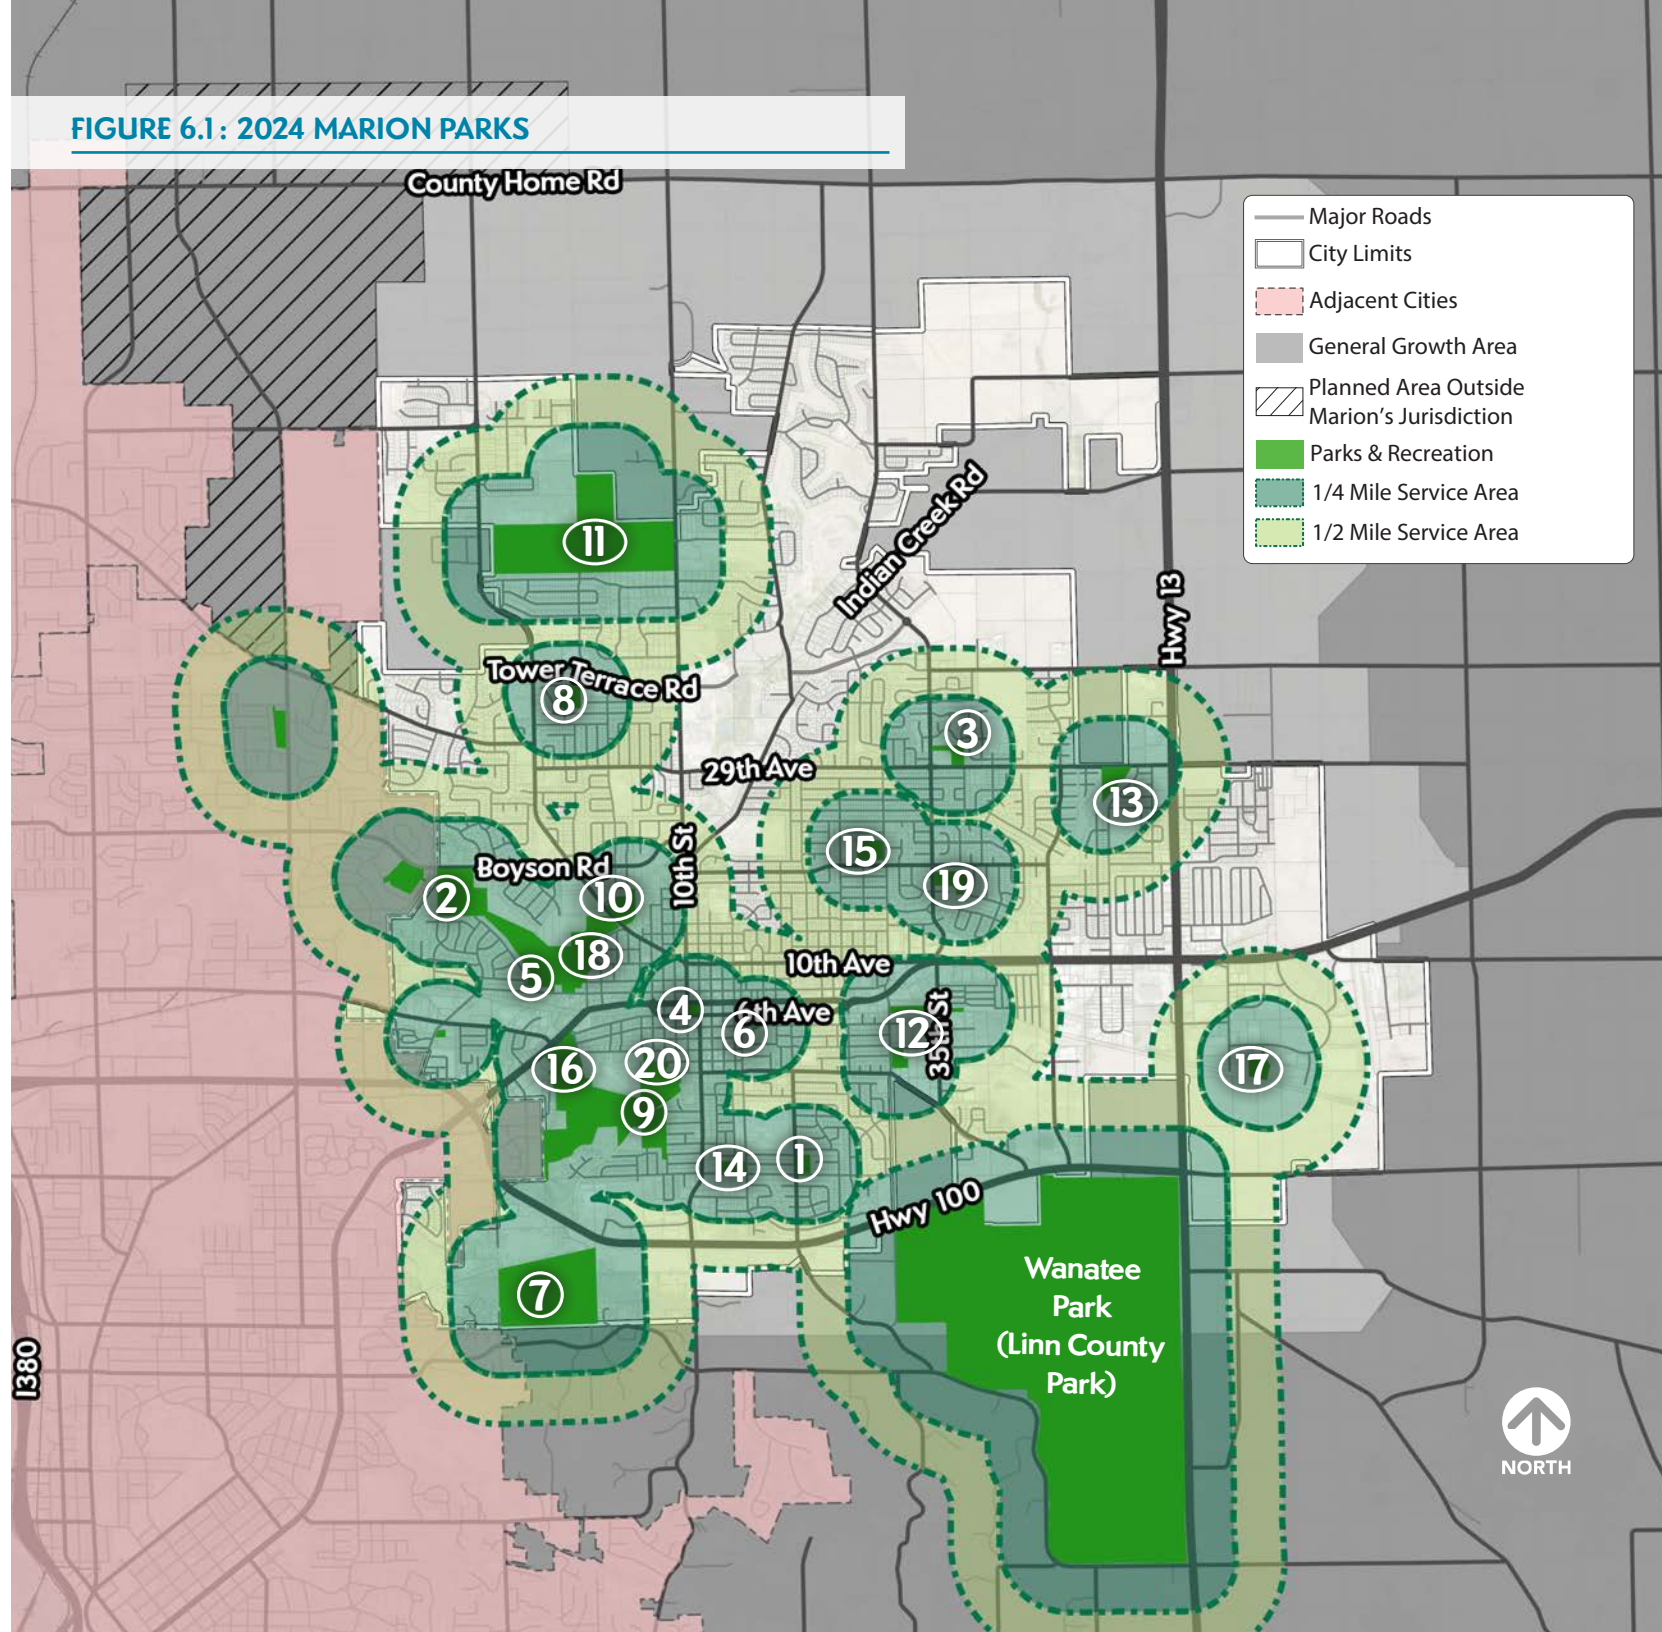 FIGURE 6.1: 2024 MARION PARKS
County Home Rd
Major Roads
City Limits
Adjacent Cities
General Growth Area
Planned Area Outside
Marion's Jurisdiction
Parks & Recreation
1/4 Mile Service Area
1/2 Mile Service Area
Indian Creek Rd
11
Hwy 13
Tower Terrace Rd
8
3
29th Ave
13
15
10th St
Boyson Rd
19
2
10
18
10th Ave
5
4
6th Ave
6
12
35th St
16
20
17
9
14
1
Hwy 100
7
Wanatee
Park
(Linn County
Park)
I380
NORTH